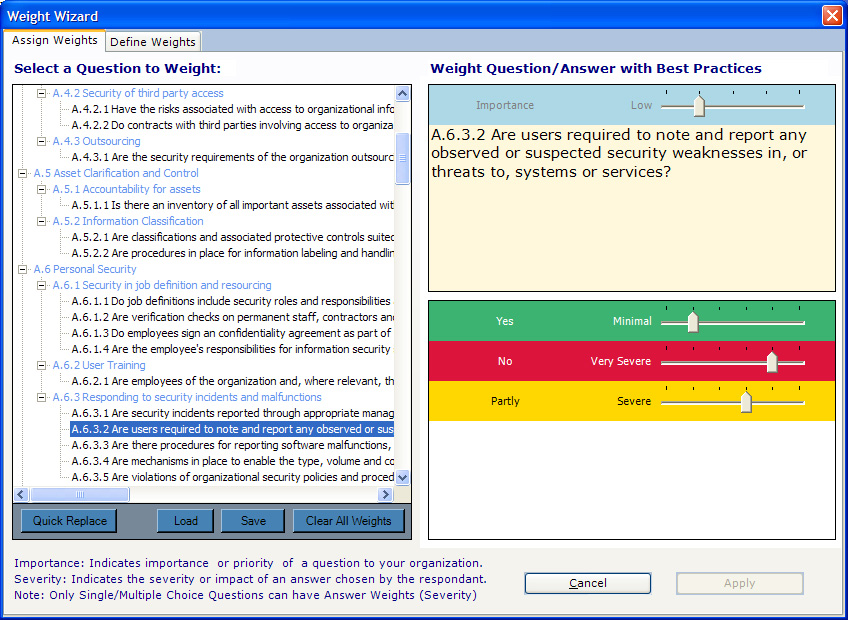 Weight Wizard
Assign Weights
Define Weights
Select a Question to Weight:
A.4.2 Security of third party access
A.4.2.1 Have the risks associated with access to organizational info
A.4.2.2 Do contracts with third parties involving access to organiza
A.4.3 Outsourcing
A.4.3.1 Are the security requirements of the organization outsourc
A.5 Asset Clarification and Control
A.5.1 Accountability for assets
A.5.1.1 Is there an inventory of all important assets associated wit
A.5.2 Information Classification
A.5.2.1 Are classifications and associated protective controls suited
A.5.2.2 Are procedures in place for information labeling and handlin
A.6 Personal Security
A.6.1 Security in job definition and resourcing
A.6.1.1 Do job definitions include security roles and responsibilities
A.6.1.2 Are verification checks on permanent staff, contractors and
A.6.1.3 Do employees sign an confidentiality agreement as part of
A.6.1.4 Are the employee's responsibilities for information security
A.6.2 User Training
A.6.2.1 Are employees of the organization and, where relevant, th
A.6.3 Responding to security incidents and malfunctions
A.6.3.1 Are security incidents reported through appropriate manag
A.6.3.2 Are users required to note and report any observed or sus
A.6.3.3 Are there procedures for reporting software malfunctions,
A.6.3.4 Are mechanisms in place to enable the type, volume and co
A.6.3.5 Are violations of organizational security policies and proced
Quick Replace
Load
Save
Clear All Weights
Weight Question/Answer with Best Practices
Importance
Low
A.6.3.2 Are users required to note and report any
observed or suspected security weaknesses in, or
threats to, systems or services?
Yes
Minimal
No
Very Severe
Partly
Severe
Importance: Indicates importance or priority of a question to your organization.
Severity: Indicates the severity or impact of an answer chosen by the respondant.
Note: Only Single/Multiple Choice Questions can have Answer Weights (Severity)
Cancel
Apply